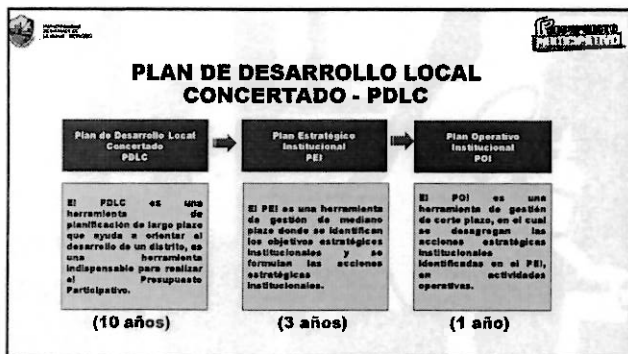 PLAN DE DESARROLLO LOCAL
CONCERTADO - PDLC
Plan de Desarrollo Local
Concertado
PDLC
Plan Estratégico
Institucional
PEI
Plan Operativo
Institucional
POI
El PDLC es una
herramienta de
planificación de largo plazo
que ayuda a orientar el
desarrollo de un distrito, es
una herramienta
indispensable para realizar
el Presupuesto
Participativo.
El PEI es una herramienta
de gestión de mediano
plazo donde se identifican
los objetivos estratégicos
institucionales y se
formulan las acciones
estratégicas
institucionales.
El POI es una
herramienta de gestión
de corto plazo, en el cual
se desagregan las
acciones estratégicas
institucionales
identificadas en el PEI,
en actividades
operativas.
(10 años)
(3 años)
(1 año)